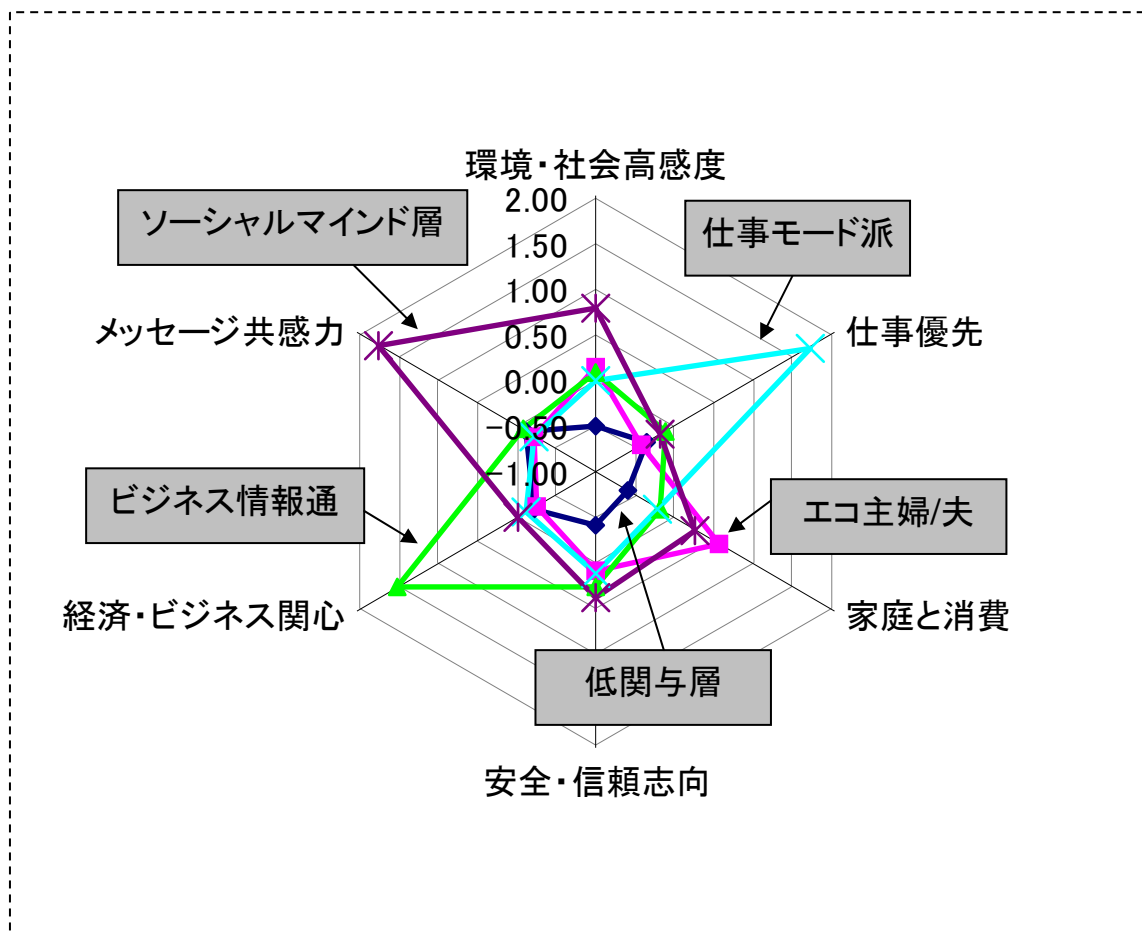 環境・社会高感度
2.00
1.50
1.00
0.50
0.00
-0.50
-1.00
ソーシャルマインド層
仕事モード派
メッセージ共感力
仕事優先
ビジネス情報通
エコ主婦/夫
経済・ビジネス関心
家庭と消費
低関与層
安全・信頼志向